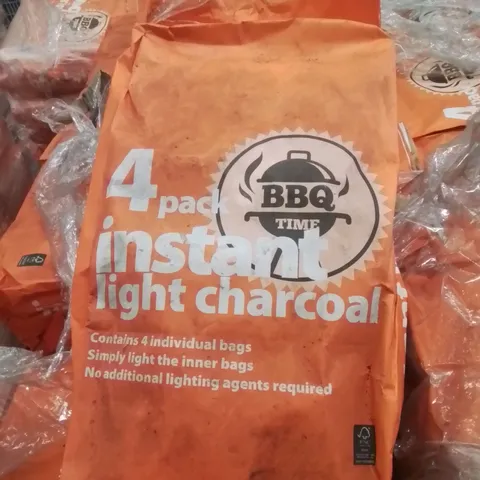 BBQ
TIME
4 pack
instant
light charcoal
Contains 4 individual bags
Simply light the inner bags
No additional lighting agents required
FSC